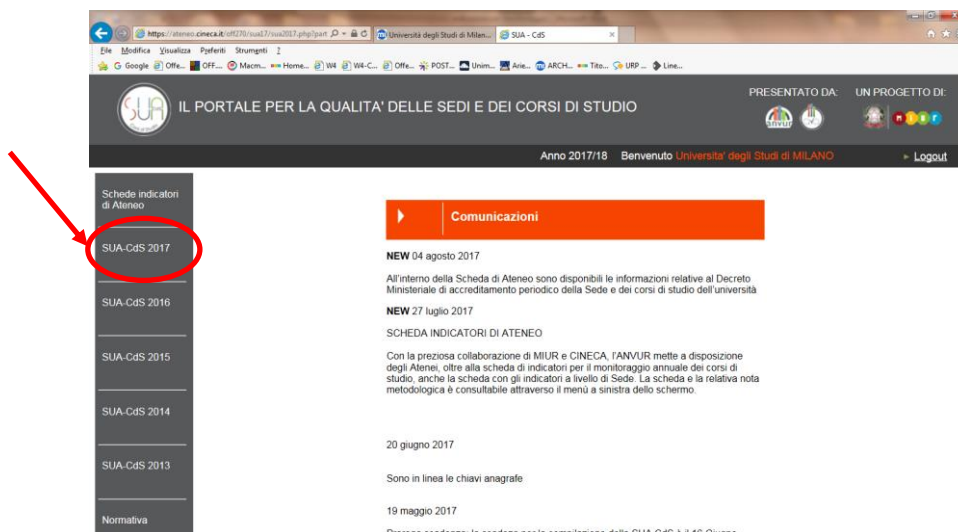 https://ateneo.cineca.it/off270/sua17/sua2017.php?part
Università degli Studi di Milan...
SUA - CdS
File Modifica Visualizza Preferiti Strumenti ?
Google Offe... OFF.... Macm... Home... W4 W4-C... Offe... POST... Unim... Arie... ARCH... Tito... URP ... Line...
SUA
IL PORTALE PER LA QUALITA' DELLE SEDI E DEI CORSI DI STUDIO
PRESENTATO DA:
UN PROGETTO DI:
anvur
Anno 2017/18 Benvenuto Universita' degli Studi di MILANO
Logout
Schede indicatori
di Ateneo
SUA-CdS 2017
SUA-CdS 2016
SUA-CdS 2015
SUA-CdS 2014
SUA-CdS 2013
Normativa
Comunicazioni
NEW 04 agosto 2017
All'interno della Scheda di Ateneo sono disponibili le informazioni relative al Decreto
Ministeriale di accreditamento periodico della Sede e dei corsi di studio dell'università
NEW 27 luglio 2017
SCHEDA INDICATORI DI ATENEO
Con la preziosa collaborazione di MIUR e CINECA, l'ANVUR mette a disposizione
degli Atenei, oltre alla scheda di indicatori per il monitoraggio annuale dei corsi di
studio, anche la scheda con gli indicatori a livello di Sede. La scheda e la relativa nota
metodologica è consultabile attraverso il menù a sinistra dello schermo.
20 giugno 2017
Sono in linea le chiavi anagrafe
19 maggio 2017